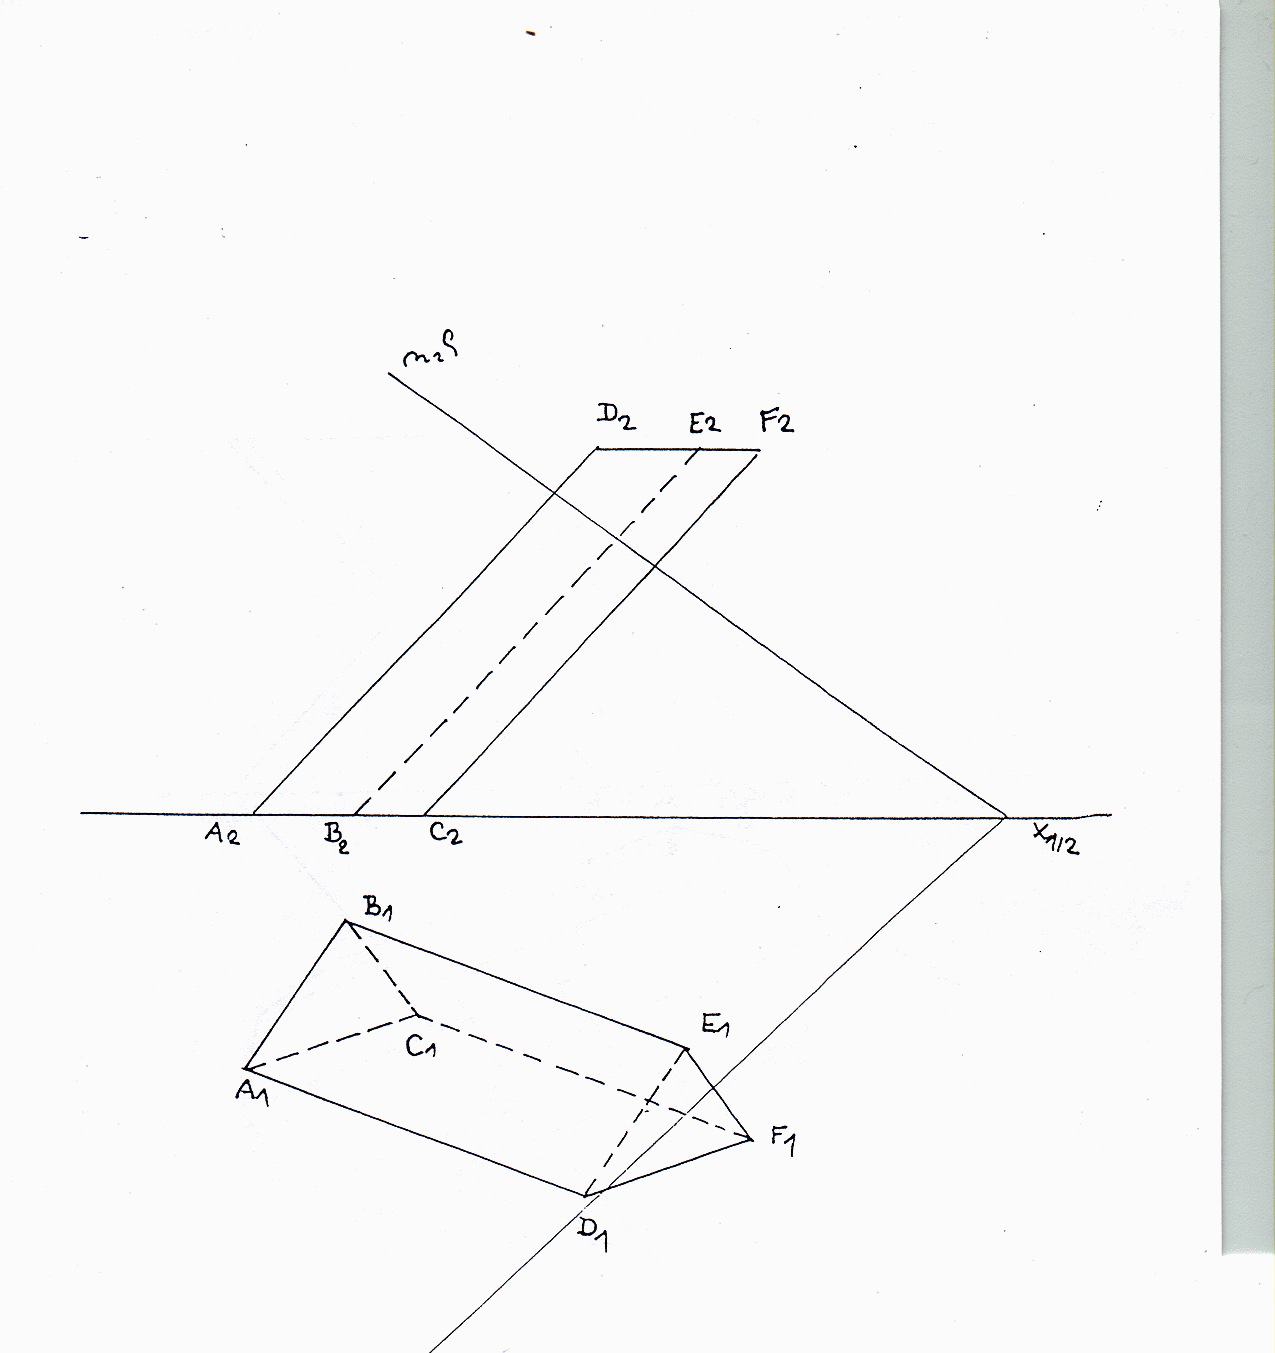 n₂ρ
D₂ E₂ F₂
A₂ B₂ C₂ X₁/₂
B₁
E₁
C₁
A₁
F₁
D₁